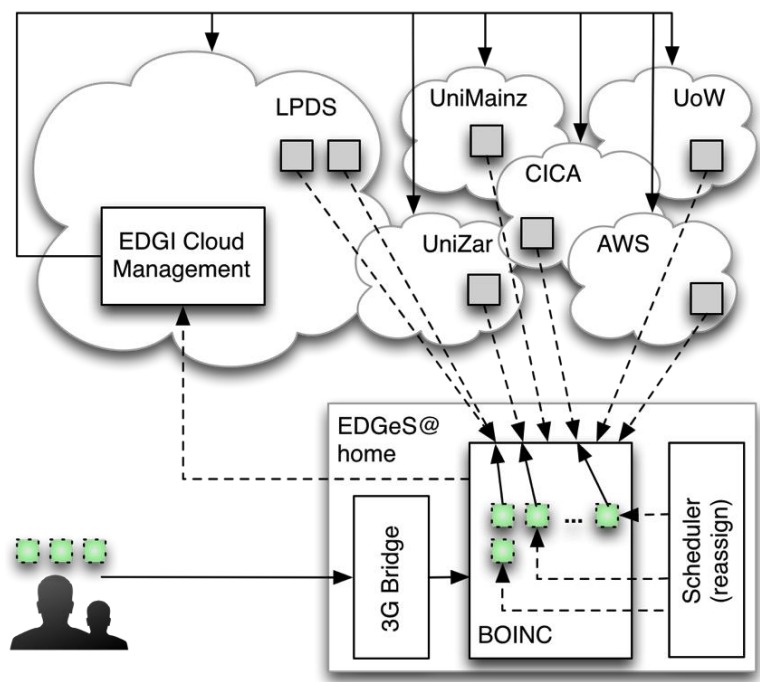 LPDS
UniMainz
UoW
CICA
EDGI Cloud
Management
UniZar
AWS
EDGeS@
home
3G Bridge
...
BOINC
Scheduler
(reassign)